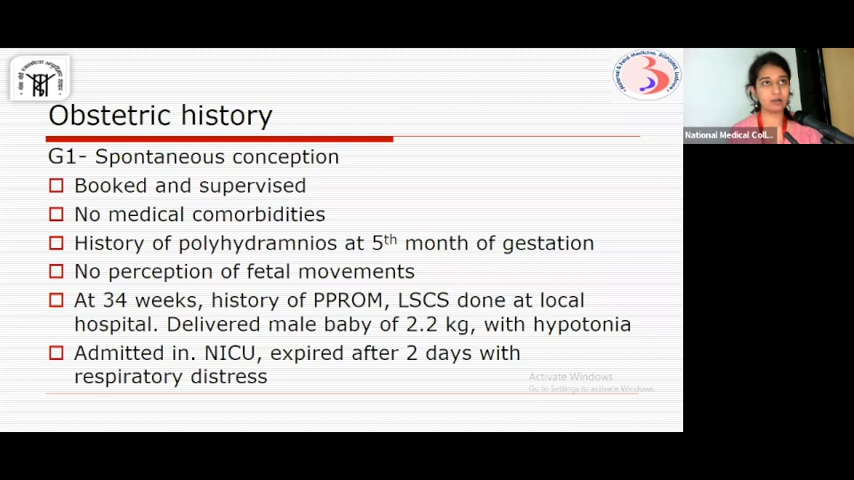 Obstetric history
G1- Spontaneous conception
Booked and supervised
No medical comorbidities
History of polyhydramnios at 5th month of gestation
No perception of fetal movements
At 34 weeks, history of PPROM, LSCS done at local
hospital. Delivered male baby of 2.2 kg, with hypotonia
Admitted in. NICU, expired after 2 days with
respiratory distress
Activate Windows
Go to Settings to activate Windows.
National Medical Coll...